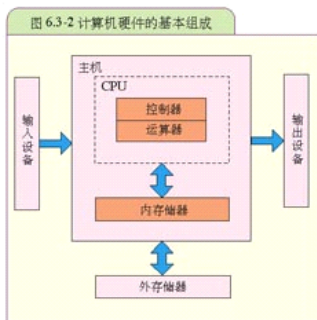 图 6.3-2 计算机硬件的基本组成
主机
CPU
控制器
运算器
输入设备
输出设备
内存储器
外存储器